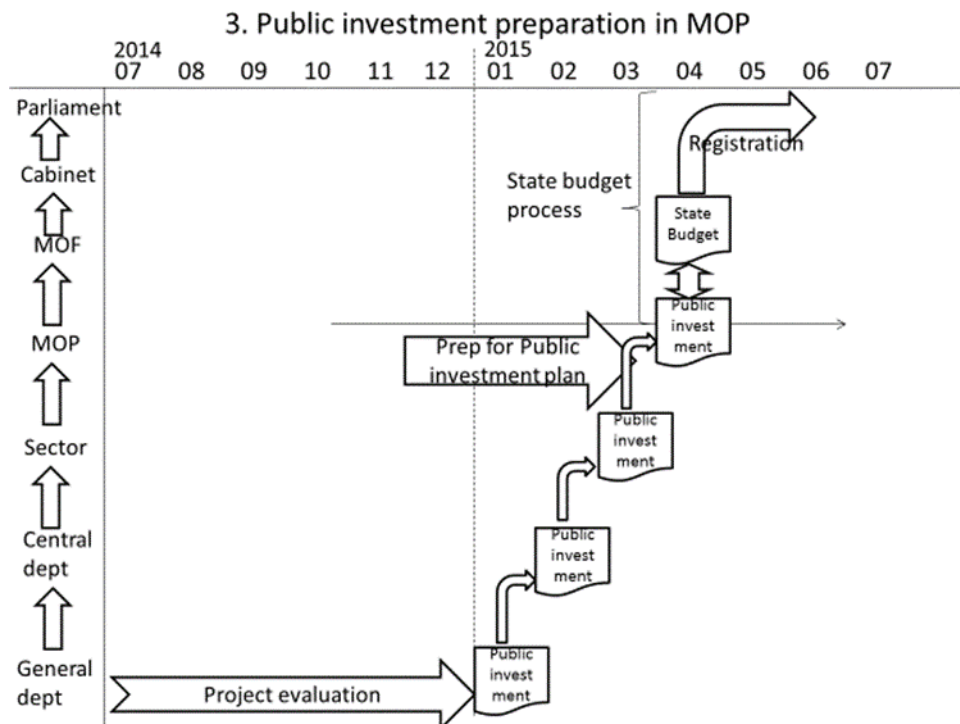 3. Public investment preparation in MOP
2014
2015
07 08 09 10 11 12 01 02 03 04 05 06 07
Parliament
Registration
Cabinet
State budget
process
State
Budget
MOF
Public
invest
ment
MOP
Prep for Public
investment plan
Public
invest
ment
Sector
Central
dept
Public
invest
ment
General
dept
Project evaluation
Public
invest
ment